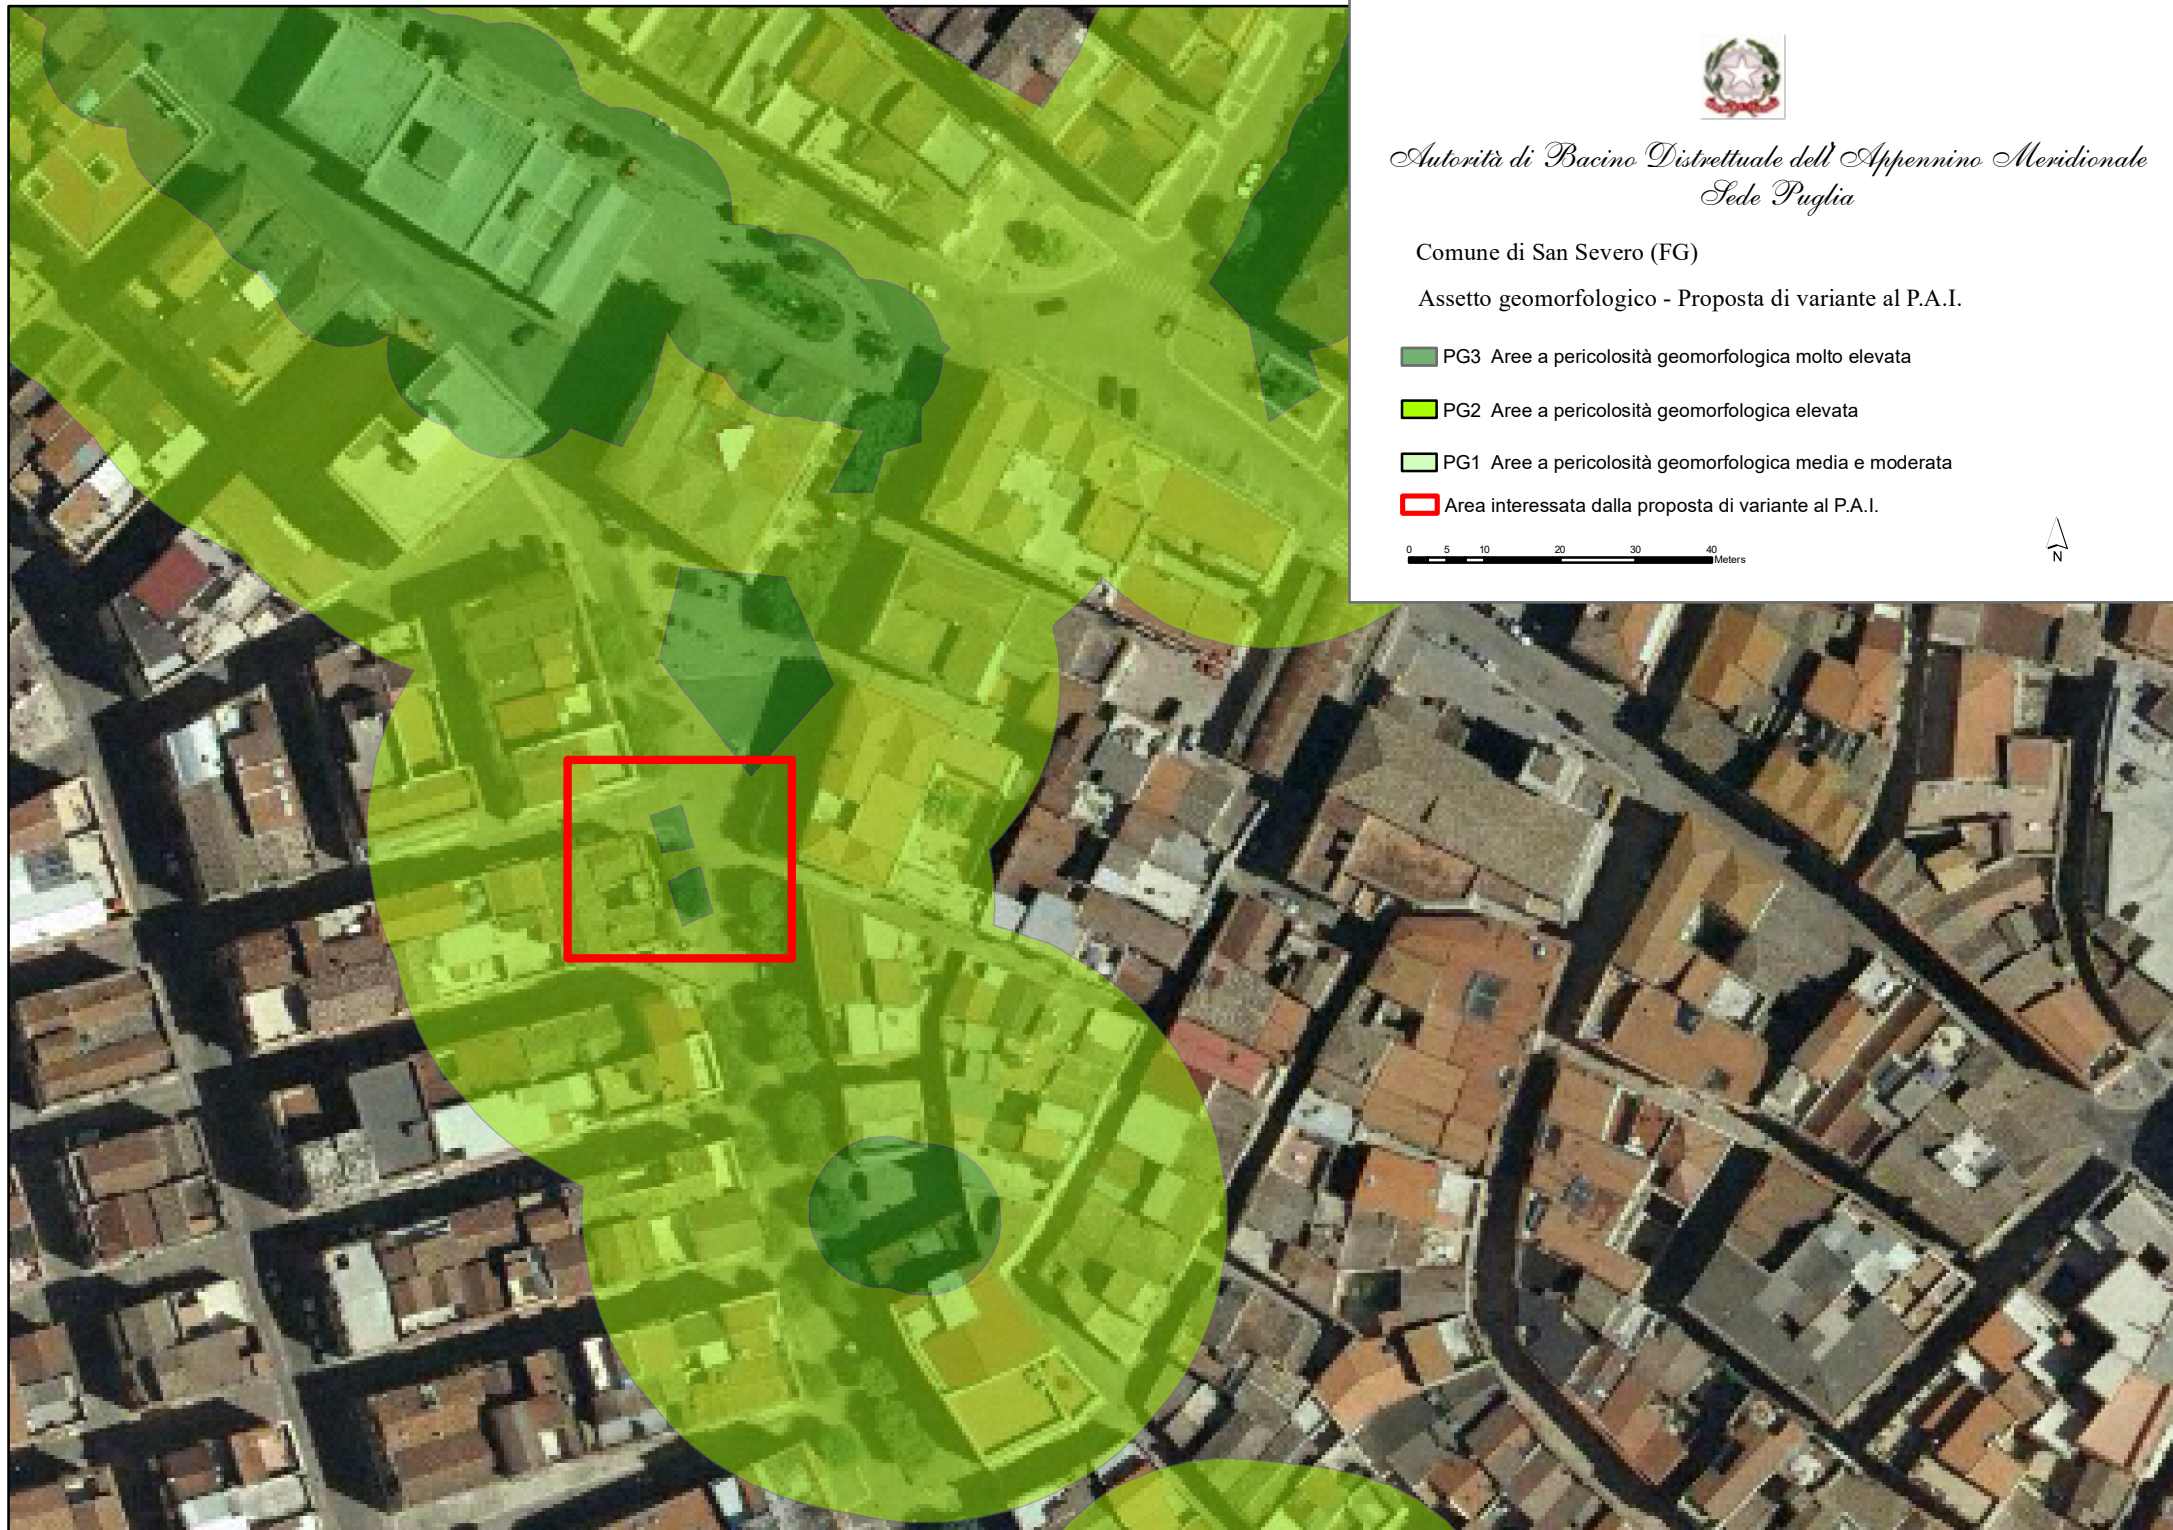 Autorità di Bacino Distrettuale dell'Appennino Meridionale
Sede Puglia
Comune di San Severo (FG)
Assetto geomorfologico - Proposta di variante al P.A.I.
PG3 Aree a pericolosità geomorfologica molto elevata
PG2 Aree a pericolosità geomorfologica elevata
PG1 Aree a pericolosità geomorfologica media e moderata
Area interessata dalla proposta di variante al P.A.I.
0 5 10 20 30 40
Meters
N